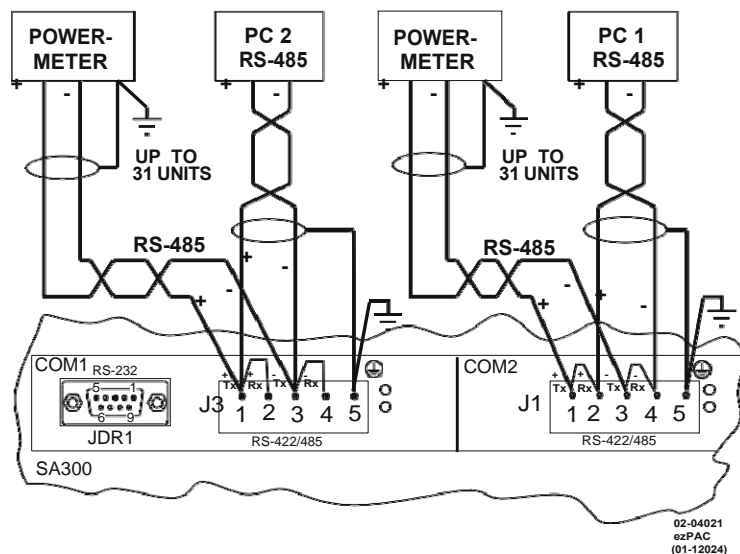 POWER-
METER
PC 2
RS-485
POWER-
METER
PC 1
RS-485
+
-
+
-
+
-
+
-
UP TO
31 UNITS
UP TO
31 UNITS
RS-485
+
-
+
-
RS-485
+
-
+
-
COM1
RS-232
5 1
6 9
JDR1
J3
+ + - -
Tx Rx Tx Rx
1 2 3 4 5
RS-422/485
COM2
J1
+ + - -
Tx Rx Tx Rx
1 2 3 4 5
RS-422/485
SA300
02-04021
ezPAC
(01-12024)